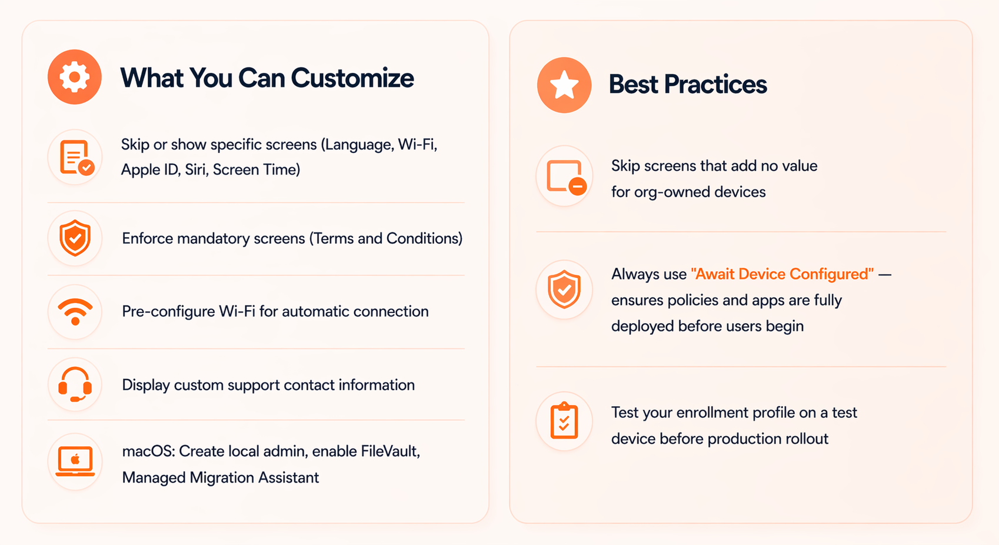 What You Can Customize
Skip or show specific screens (Language, Wi-Fi,
Apple ID, Siri, Screen Time)
Enforce mandatory screens (Terms and Conditions)
Pre-configure Wi-Fi for automatic connection
Display custom support contact information
macOS: Create local admin, enable FileVault,
Managed Migration Assistant
Best Practices
Skip screens that add no value
for org-owned devices
Always use "Await Device Configured" —
ensures policies and apps are fully
deployed before users begin
Test your enrollment profile on a test
device before production rollout